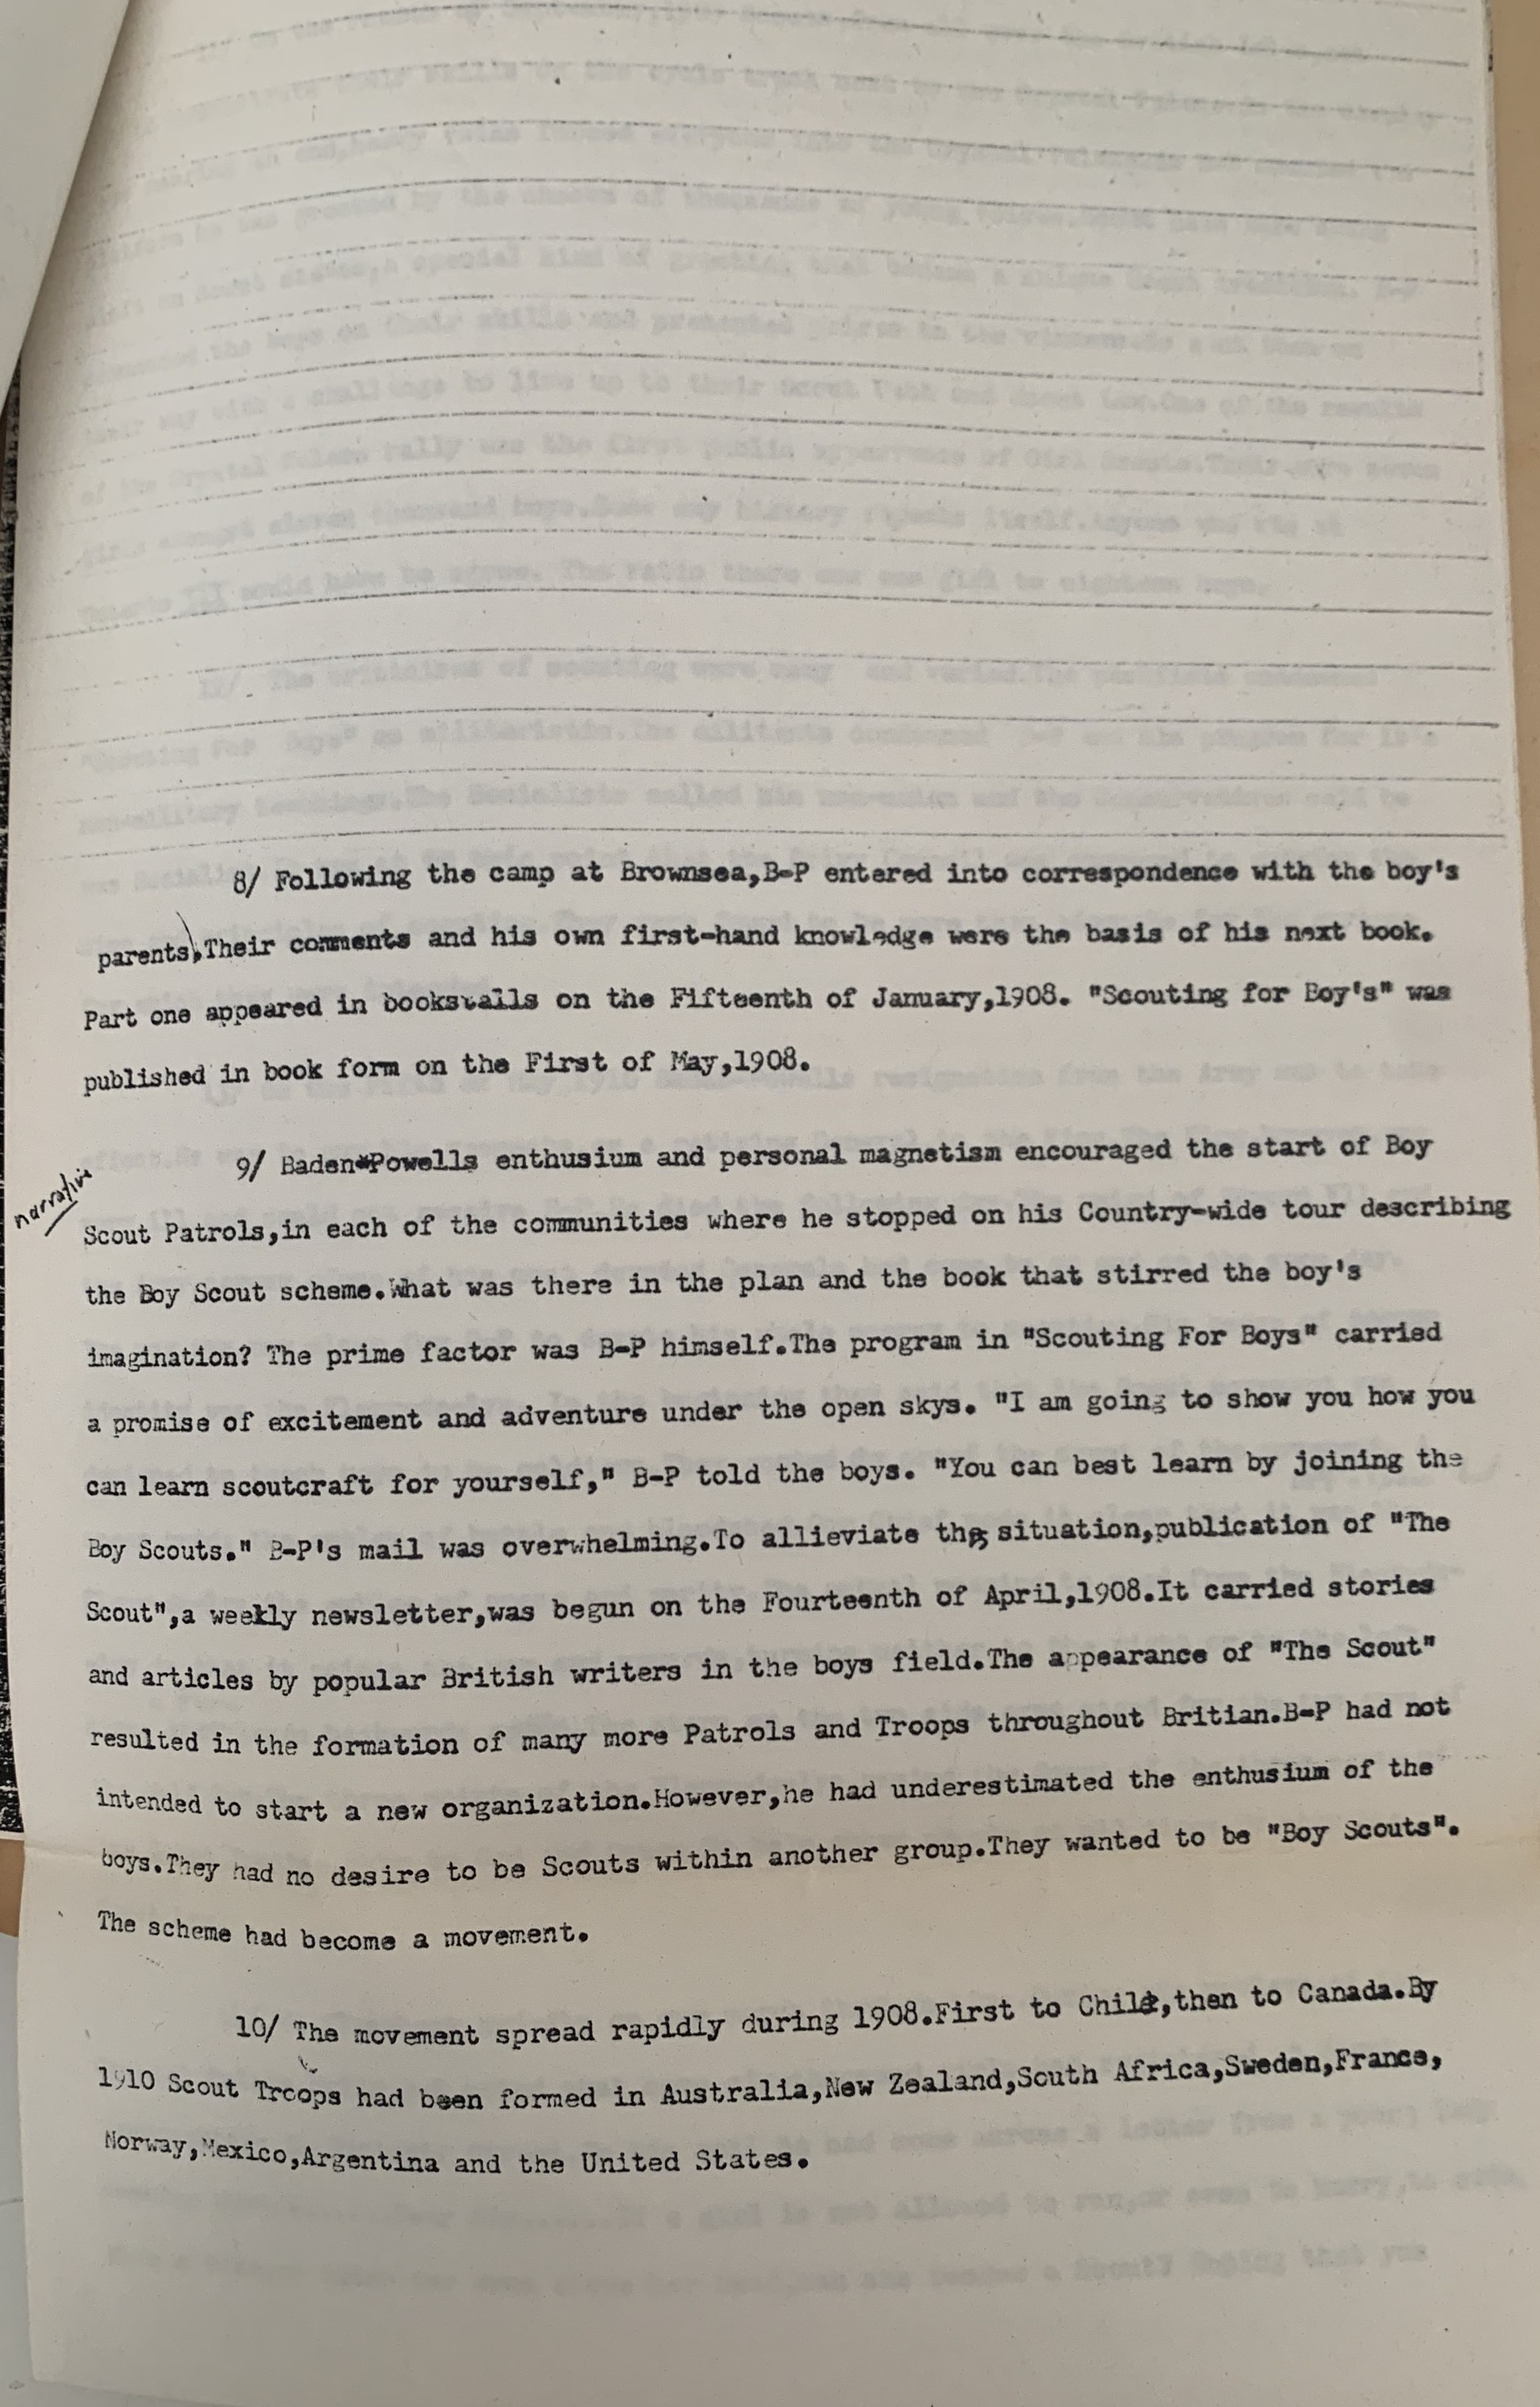 8/ Following the camp at Brownsea,B-P entered into correspondence with the boy's
parents,Their comments and his own first-hand knowledge were the basis of his next book.
Part one appeared in bookstalls on the Fifteenth of January,1908. "Scouting for Boy's" was
published in book form on the First of May,1908.
9/ Baden-Powells enthusium and personal magnetism encouraged the start of Boy
narrative
Scout Patrols,in each of the communities where he stopped on his Country-wide tour describing
the Boy Scout scheme.What was there in the plan and the book that stirred the boy's
imagination? The prime factor was B-P himself.The program in "Scouting For Boys" carried
a promise of excitement and adventure under the open skys. "I am going to show you how you
can learn scoutcraft for yourself," B-P told the boys. "You can best learn by joining the
Boy Scouts." B-P's mail was overwhelming.To allieviate the situation,publication of "The
Scout",a weekly newsletter,was begun on the Fourteenth of April,1908.It carried stories
and articles by popular British writers in the boys field.The appearance of "The Scout"
resulted in the formation of many more Patrols and Troops throughout Britian.B-P had not
intended to start a new organization.However,he had underestimated the enthusium of the
boys.They had no desire to be Scouts within another group.They wanted to be "Boy Scouts".
The scheme had become a movement.
10/ The movement spread rapidly during 1908.First to Chile,then to Canada.By
1910 Scout Troops had been formed in Australia,New Zealand,South Africa,Sweden,France,
Norway,Mexico,Argentina and the United States.